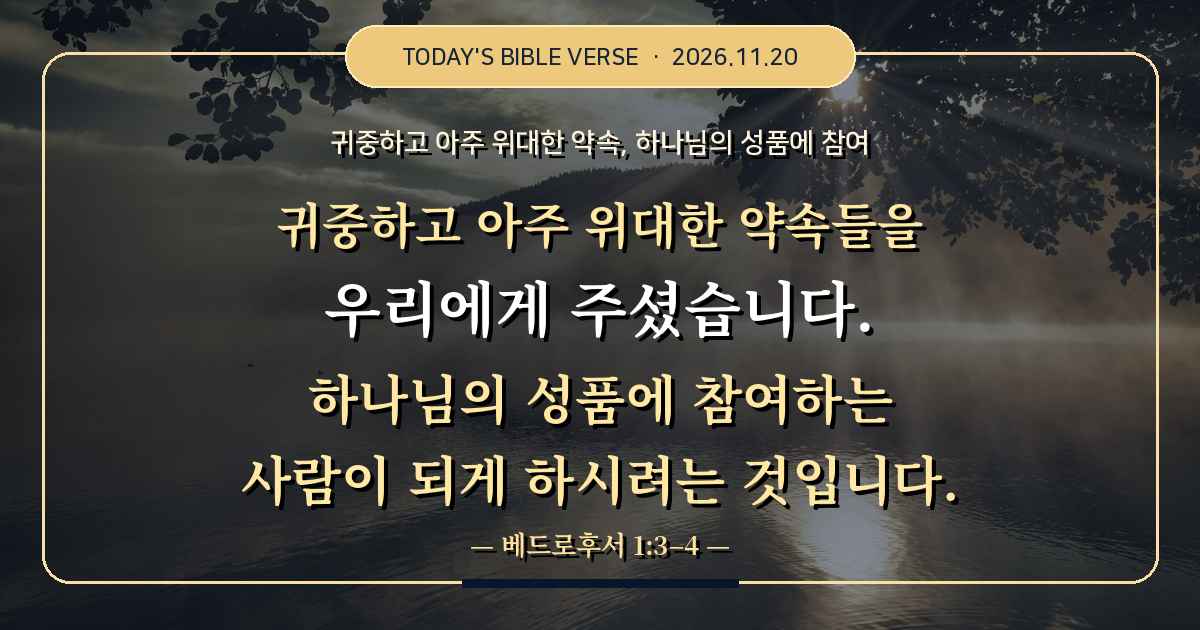 TODAY'S BIBLE VERSE · 2026.11.20
귀중하고 아주 위대한 약속, 하나님의 성품에 참여
귀중하고 아주 위대한 약속들을
우리에게 주셨습니다.
하나님의 성품에 참여하는
사람이 되게 하시려는 것입니다.
— 베드로후서 1:3–4 —